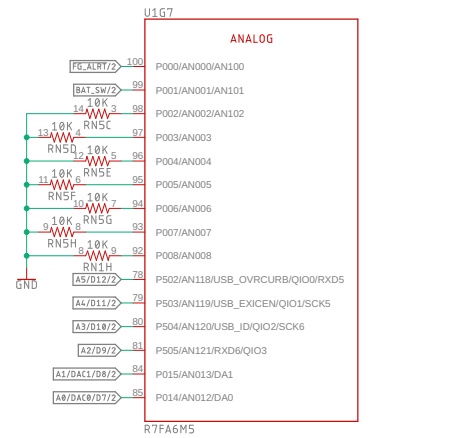 U1G7
ANALOG
FG_ALRT/2 100 P000/AN000/AN100
BAT_SW/2 99 P001/AN001/AN101
10K
14 3 98 P002/AN002/AN102
10K RN5C
13 4 97 P003/AN003
RN5D 10K
12 5 96 P004/AN004
10K RN5E
11 6 95 P005/AN005
RN5F 10K
10 7 94 P006/AN006
10K RN5G
9 8 93 P007/AN007
RN5H 10K
8 9 92 P008/AN008
RN1H
A5/D12/2 78 P502/AN118/USB_OVRCURB/QIO0/RXD5
GND
A4/D11/2 79 P503/AN119/USB_EXICEN/QIO1/SCK5
A3/D10/2 80 P504/AN120/USB_ID/QIO2/SCK6
A2/D9/2 81 P505/AN121/RXD6/QIO3
A1/DAC1/D8/2 84 P015/AN013/DA1
A0/DAC0/D7/2 85 P014/AN012/DA0
R7FA6M5